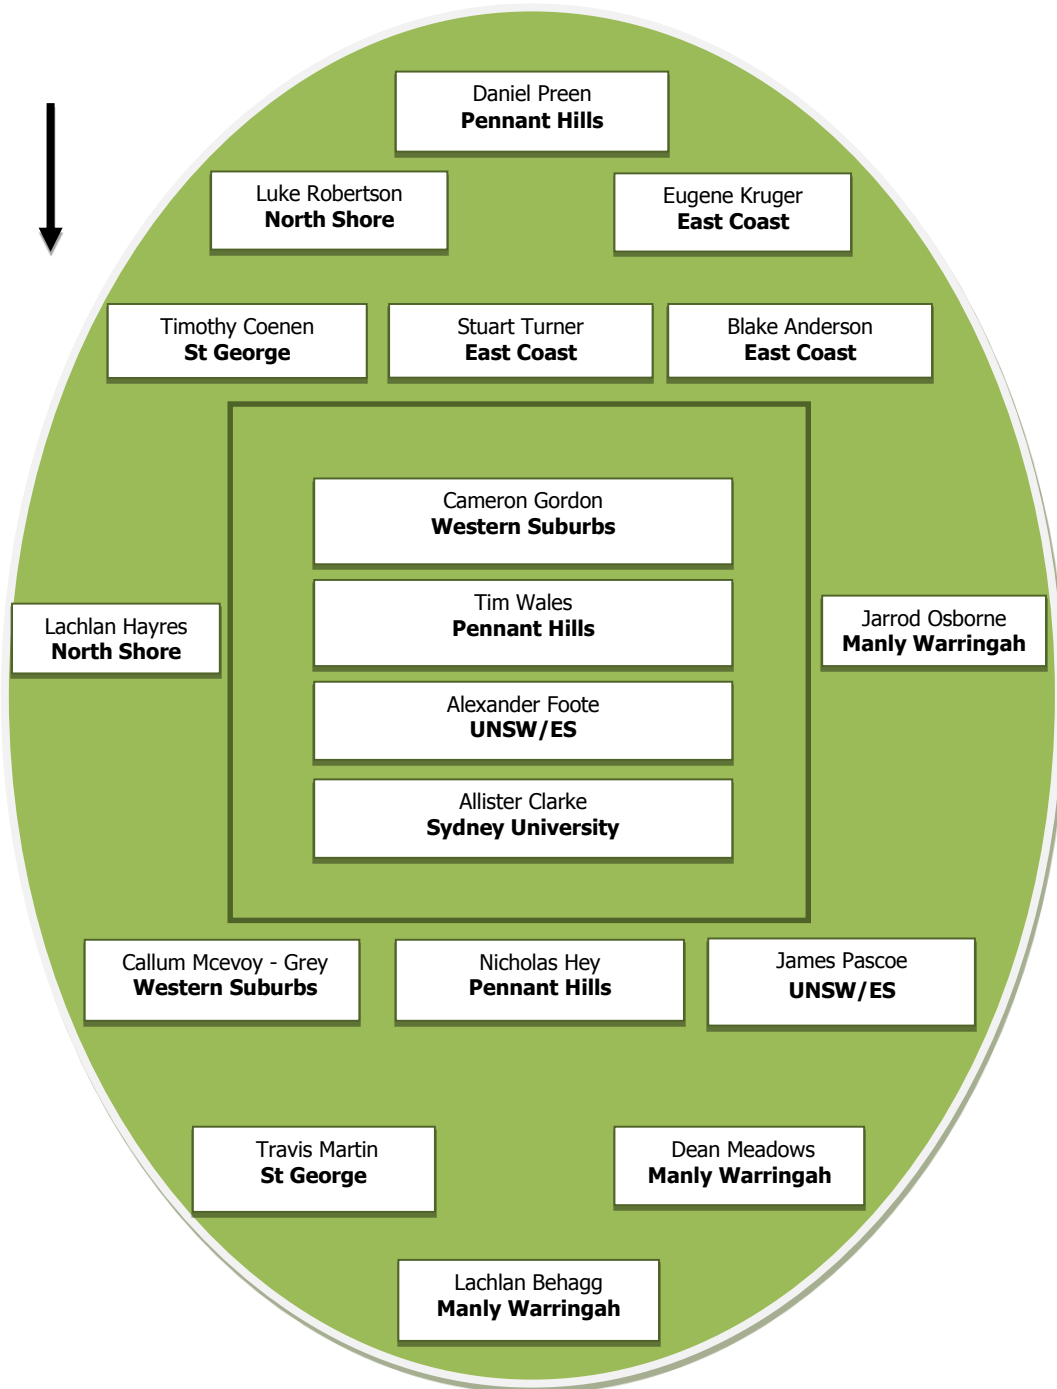 Daniel Preen
Pennant Hills
Luke Robertson
North Shore
Eugene Kruger
East Coast
Timothy Coenen
St George
Stuart Turner
East Coast
Blake Anderson
East Coast
Cameron Gordon
Western Suburbs
Tim Wales
Pennant Hills
Lachlan Hayres
North Shore
Jarrod Osborne
Manly Warringah
Alexander Foote
UNSW/ES
Allister Clarke
Sydney University
Callum Mcevoy - Grey
Western Suburbs
Nicholas Hey
Pennant Hills
James Pascoe
UNSW/ES
Travis Martin
St George
Dean Meadows
Manly Warringah
Lachlan Behagg
Manly Warringah